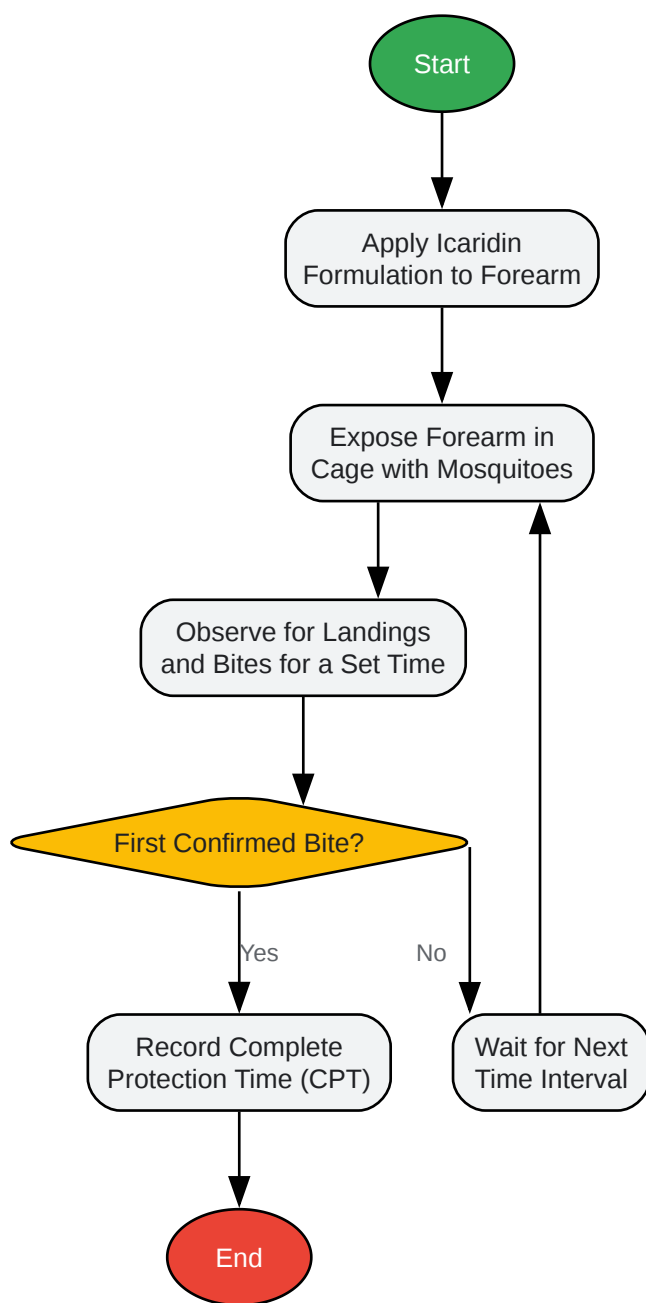 Start
Apply Icaridin
Formulation to Forearm
Expose Forearm in
Cage with Mosquitoes
Observe for Landings
and Bites for a Set Time
First Confirmed Bite?
Yes
No
Record Complete
Protection Time (CPT)
Wait for Next
Time Interval
End